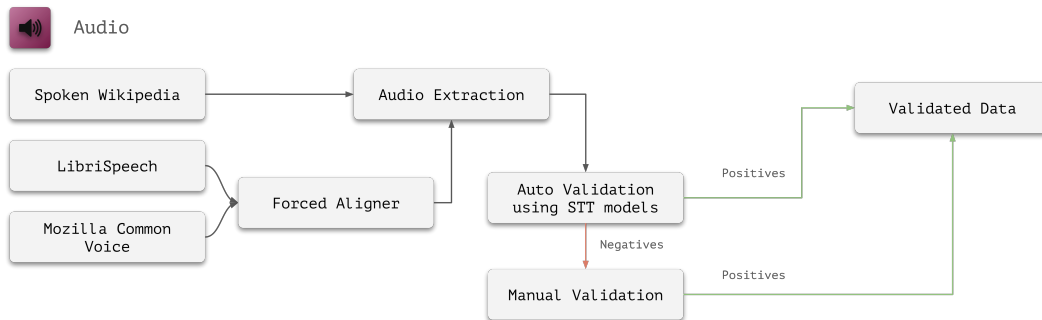 Audio
Spoken Wikipedia
Audio Extraction
Validated Data
LibriSpeech
Positives
Auto Validation
using STT models
Forced Aligner
Mozilla Common
Voice
Negatives
Positives
Manual Validation